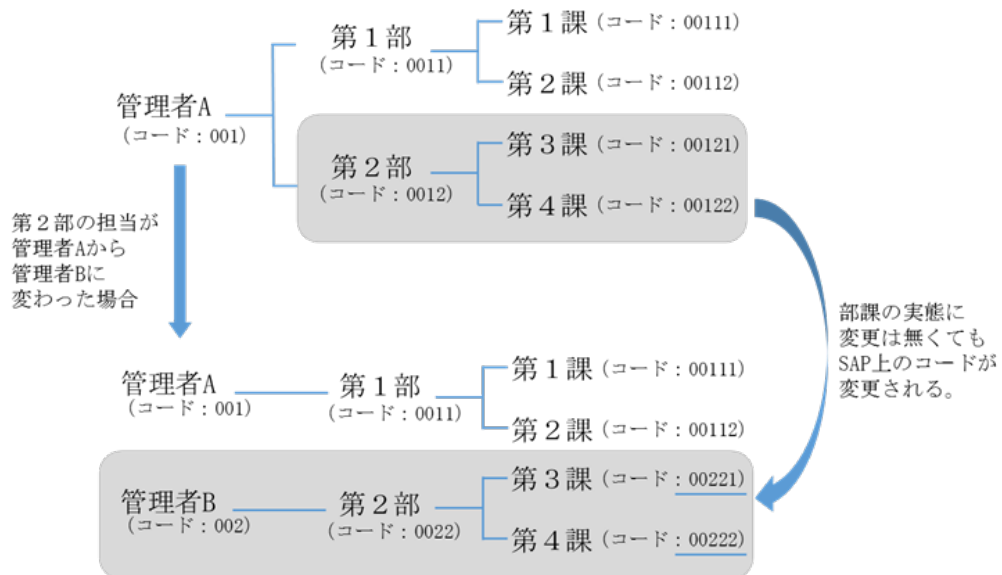 第１部
(コード：0011)
第１課 (コード：00111)
第２課 (コード：00112)
管理者A
(コード：001)
第２部
(コード：0012)
第３課 (コード：00121)
第４課 (コード：00122)
第２部の担当が
管理者Aから
管理者Bに
変わった場合
部課の実態に
変更は無くても
SAP上のコードが
変更される。
管理者A
(コード：001)
第１部
(コード：0011)
第１課 (コード：00111)
第２課 (コード：00112)
管理者B
(コード：002)
第２部
(コード：0022)
第３課 (コード：00221)
第４課 (コード：00222)